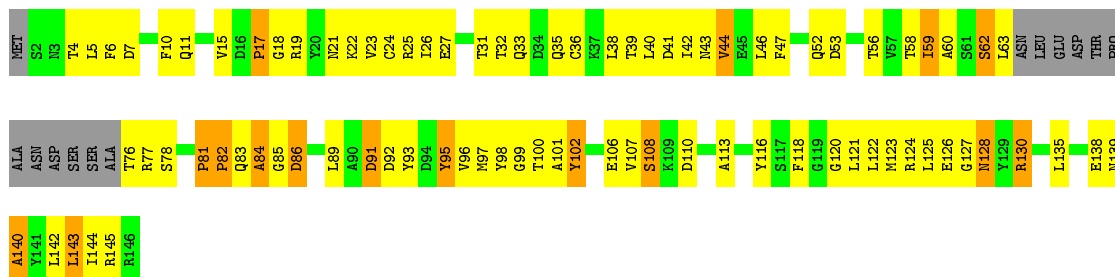 MET S2 N3 T4 L5 F6 D7 F10 Q11 V15 D16 P17 G18 R19 Y20 N21 K22 V23 C24 R25 I26 E27 T31 T32 Q33 D34 Q35 C36 K37 L38 T39 L40 D41 I42 N43 V44 E45 L46 F47 Q52 D53 T56 V57 T58 I59 A60 S61 S62 L63 ASN LEU GLU ASP THR PRO
ALA ASN ASP SER SER ALA T76 R77 S78 P81 P82 Q83 A84 G85 D86 L89 A90 D91 D92 Y93 D94 Y95 V96 M97 Y98 G99 T100 A101 Y102 E106 V107 S108 K109 D110 A113 Y116 S117 F118 G119 G120 L121 L122 M123 R124 L125 E126 G127 N128 Y129 R130 L135 E138 N139
A140 Y141 L142 L143 I144 R145 R146